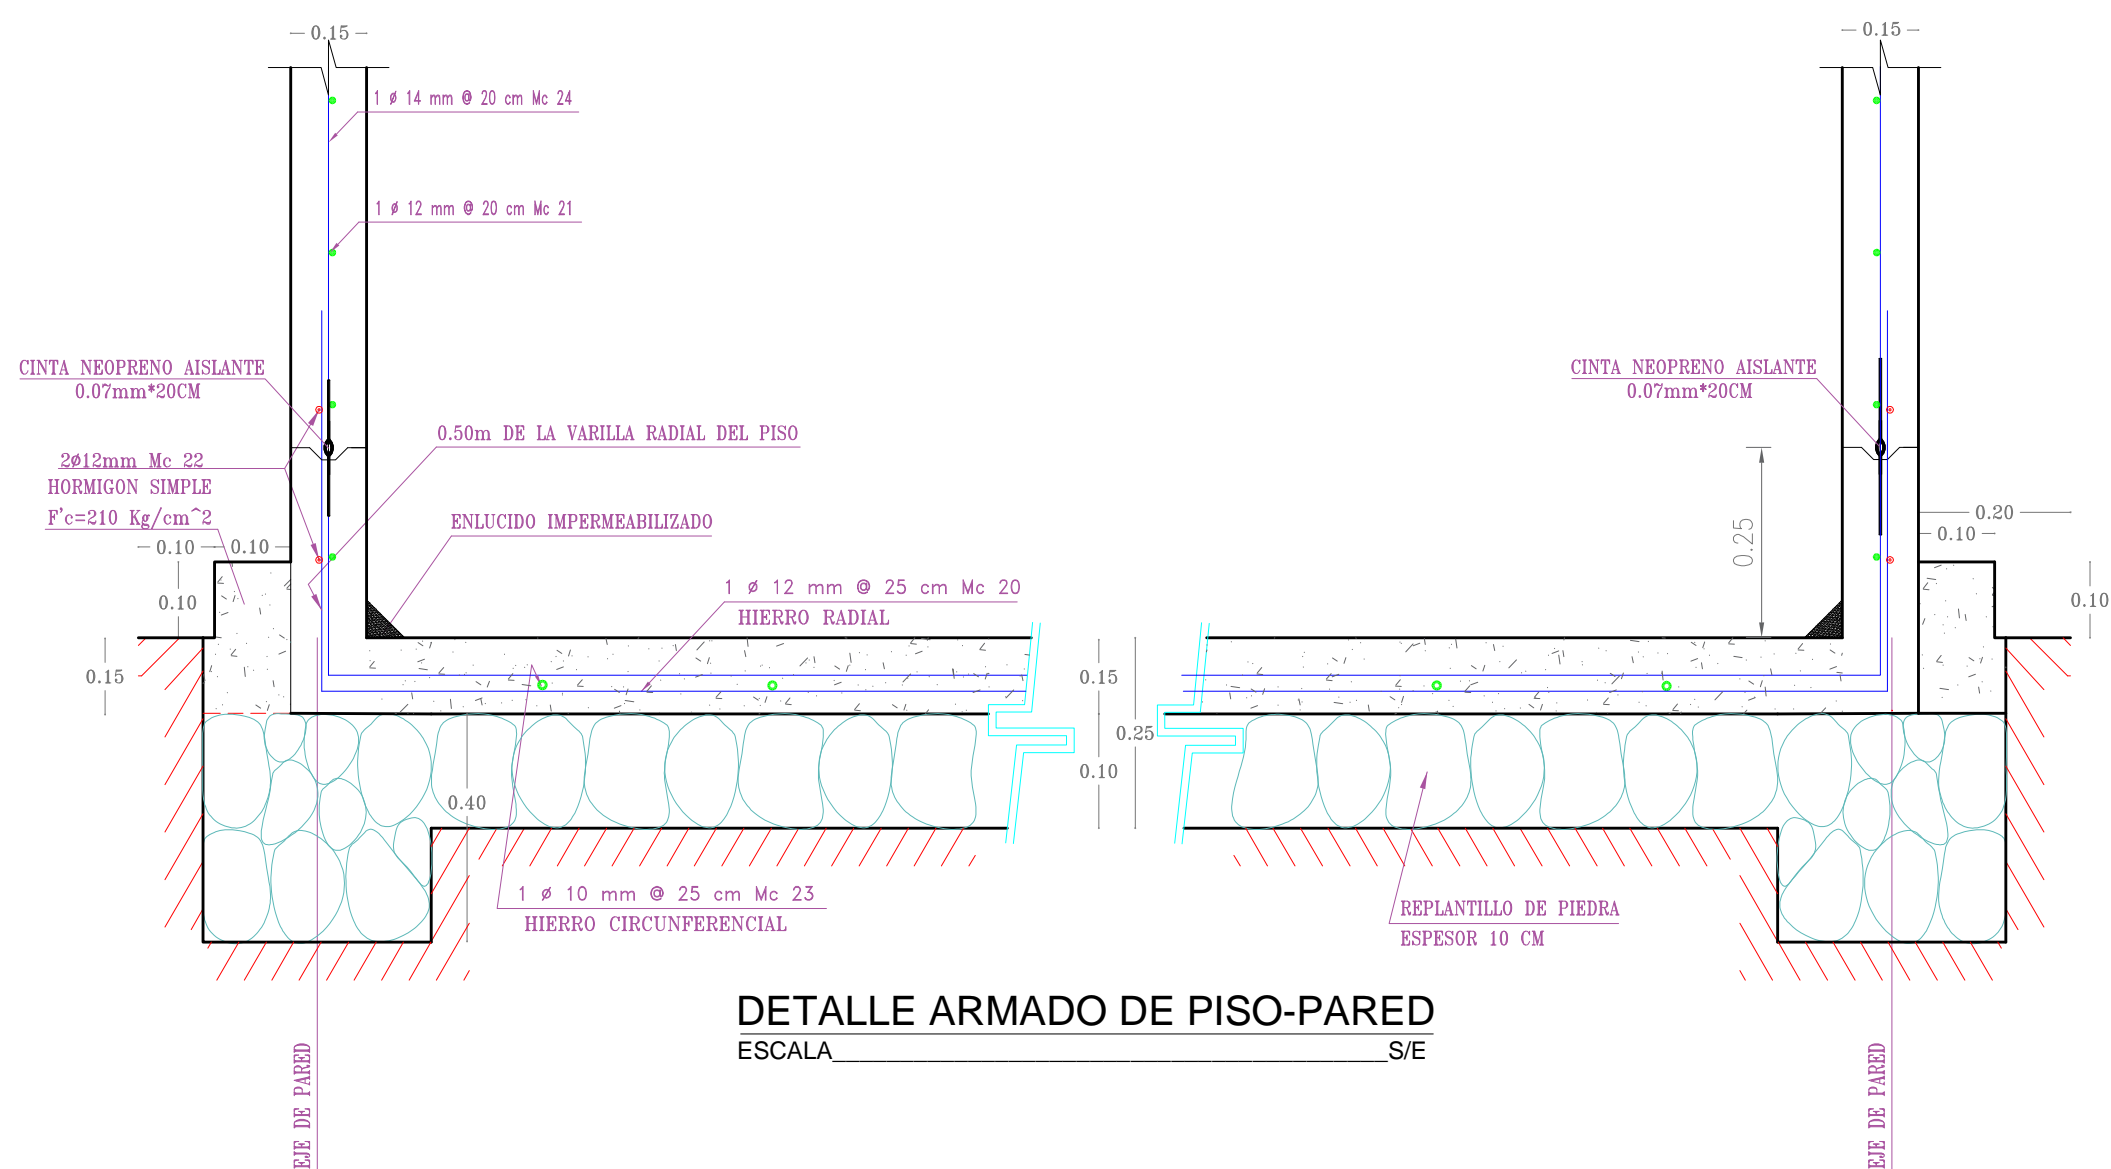 0.15
0.15
1 ø 14 mm @ 20 cm Mc 24
1 ø 12 mm @ 20 cm Mc 21
CINTA NEOPRENO AISLANTE
0.07mm*20CM
CINTA NEOPRENO AISLANTE
0.07mm*20CM
0.50m DE LA VARILLA RADIAL DEL PISO
2ø12mm Mc 22
HORMIGON SIMPLE
F'c=210 Kg/cm^2
ENLUCIDO IMPERMEABILIZADO
0.25
0.20
0.10
0.10
0.10
0.10
0.10
1 ø 12 mm @ 25 cm Mc 20
HIERRO RADIAL
0.15
0.15
0.25
0.10
0.40
1 ø 10 mm @ 25 cm Mc 23
HIERRO CIRCUNFERENCIAL
REPLANTILLO DE PIEDRA
ESPESOR 10 CM
DETALLE ARMADO DE PISO-PARED
ESCALA_________________________________________S/E
EJE DE PARED
EJE DE PARED